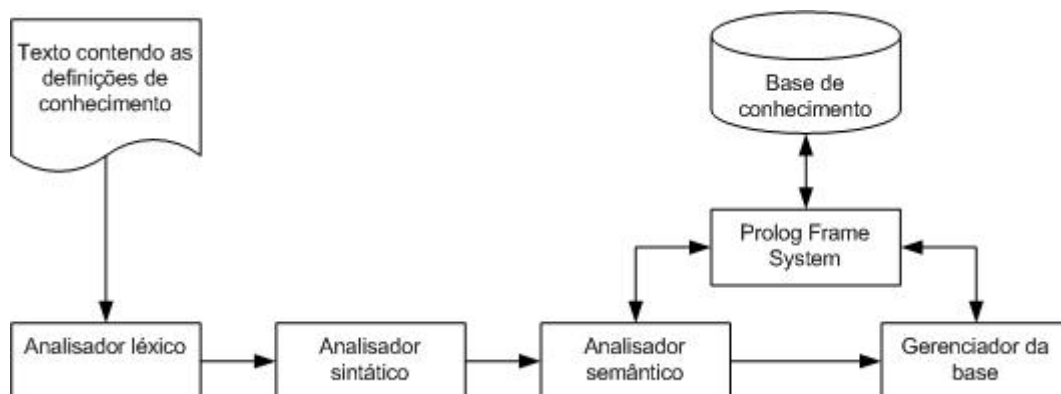 Texto contendo as
definições de
conhecimento
Base de
conhecimento
Prolog Frame
System
Analisador léxico
Analisador
sintático
Analisador
semântico
Gerenciador da
base